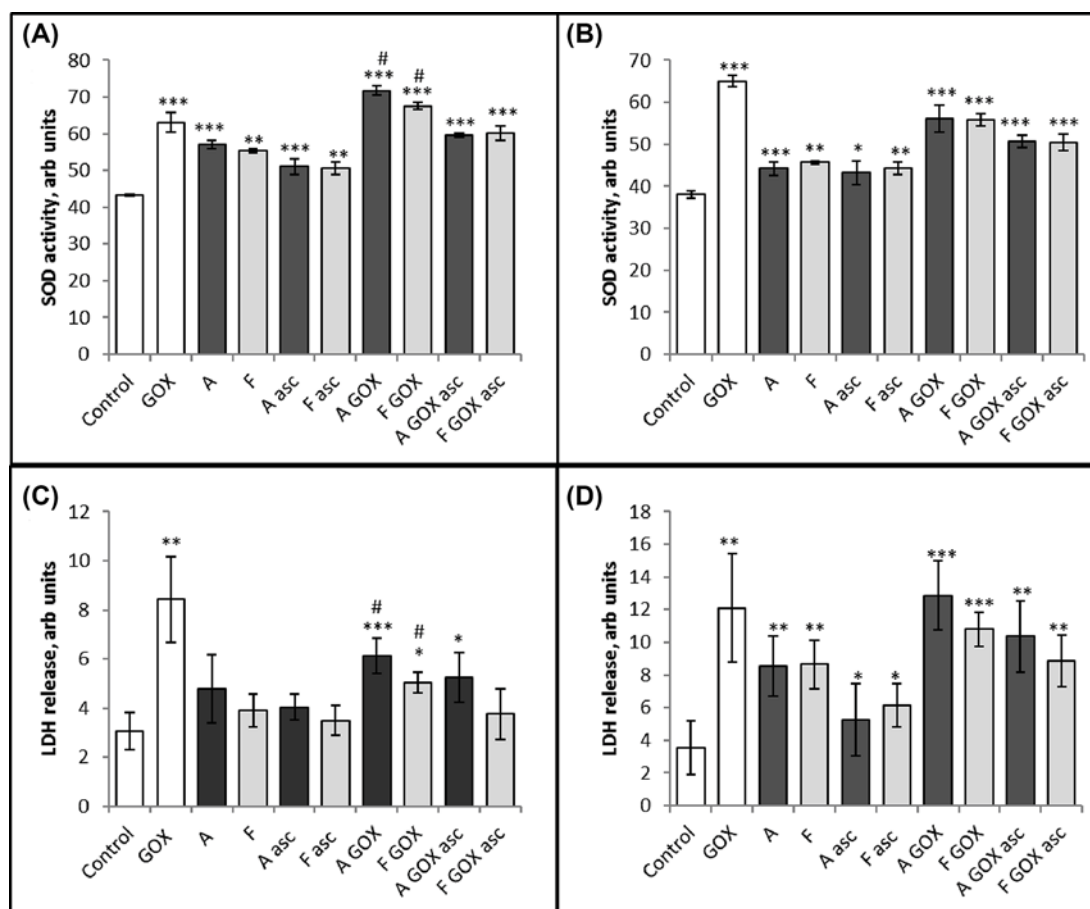 (A)
SOD activity, arb units
80
70
60
50
40
30
20
10
0
***
***
**
***
**
#
***
#
***
***
***
Control
GOX
A
F
A asc
F asc
A GOX
F GOX
A GOX asc
F GOX asc
(B)
SOD activity, arb units
70
60
50
40
30
20
10
0
***
***
**
*
**
***
***
***
***
Control
GOX
A
F
A asc
F asc
A GOX
F GOX
A GOX asc
F GOX asc
(C)
LDH release, arb units
12
10
8
6
4
2
0
**
#
***
#
*
*
Control
GOX
A
F
A asc
F asc
A GOX
F GOX
A GOX asc
F GOX asc
(D)
LDH release, arb units
18
16
14
12
10
8
6
4
2
0
**
**
**
*
*
***
***
**
**
Control
GOX
A
F
A asc
F asc
A GOX
F GOX
A GOX asc
F GOX asc